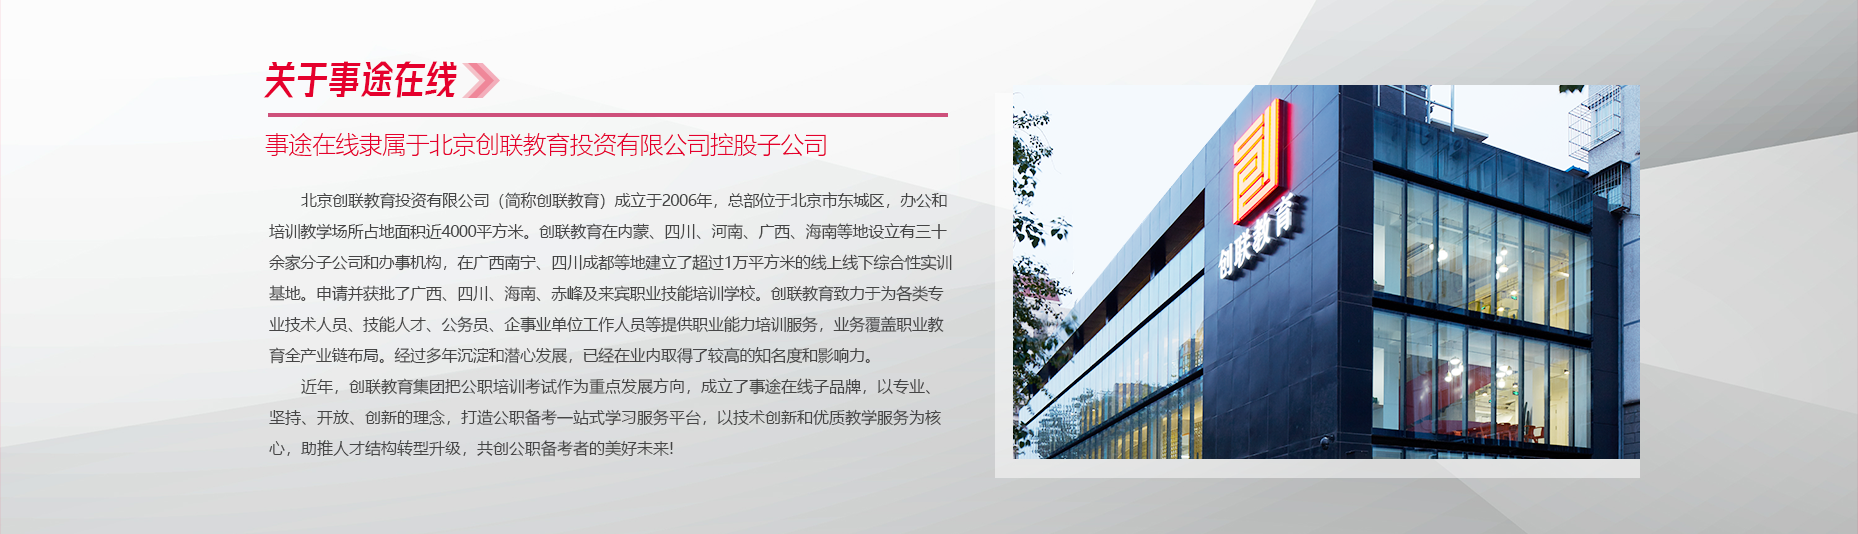 关于事途在线
事途在线隶属于北京创联教育投资有限公司控股子公司
北京创联教育投资有限公司（简称创联教育）成立于2006年，总部位于北京市东城区，办公和
培训教学场所占地面积近4000平方米。创联教育在内蒙、四川、河南、广西、海南等地设立有三十
余家分子公司和办事机构，在广西南宁、四川成都等地建立了超过1万平方米的线上线下综合性实训
基地。申请并获批了广西、四川、海南、赤峰及来宾职业技能培训学校。创联教育致力于为各类专
业技术人员、技能人才、公务员、企事业单位工作人员等提供职业能力培训服务，业务覆盖职业教
育全产业链布局。经过多年沉淀和潜心发展，已经在业内取得了较高的知名度和影响力。
近年，创联教育集团把公职培训考试作为重点发展方向，成立了事途在线子品牌，以专业、
坚持、开放、创新的理念，打造公职备考一站式学习服务平台，以技术创新和优质教学服务为核
心，助推人才结构转型升级，共创公职备考者的美好未来!
创联教育